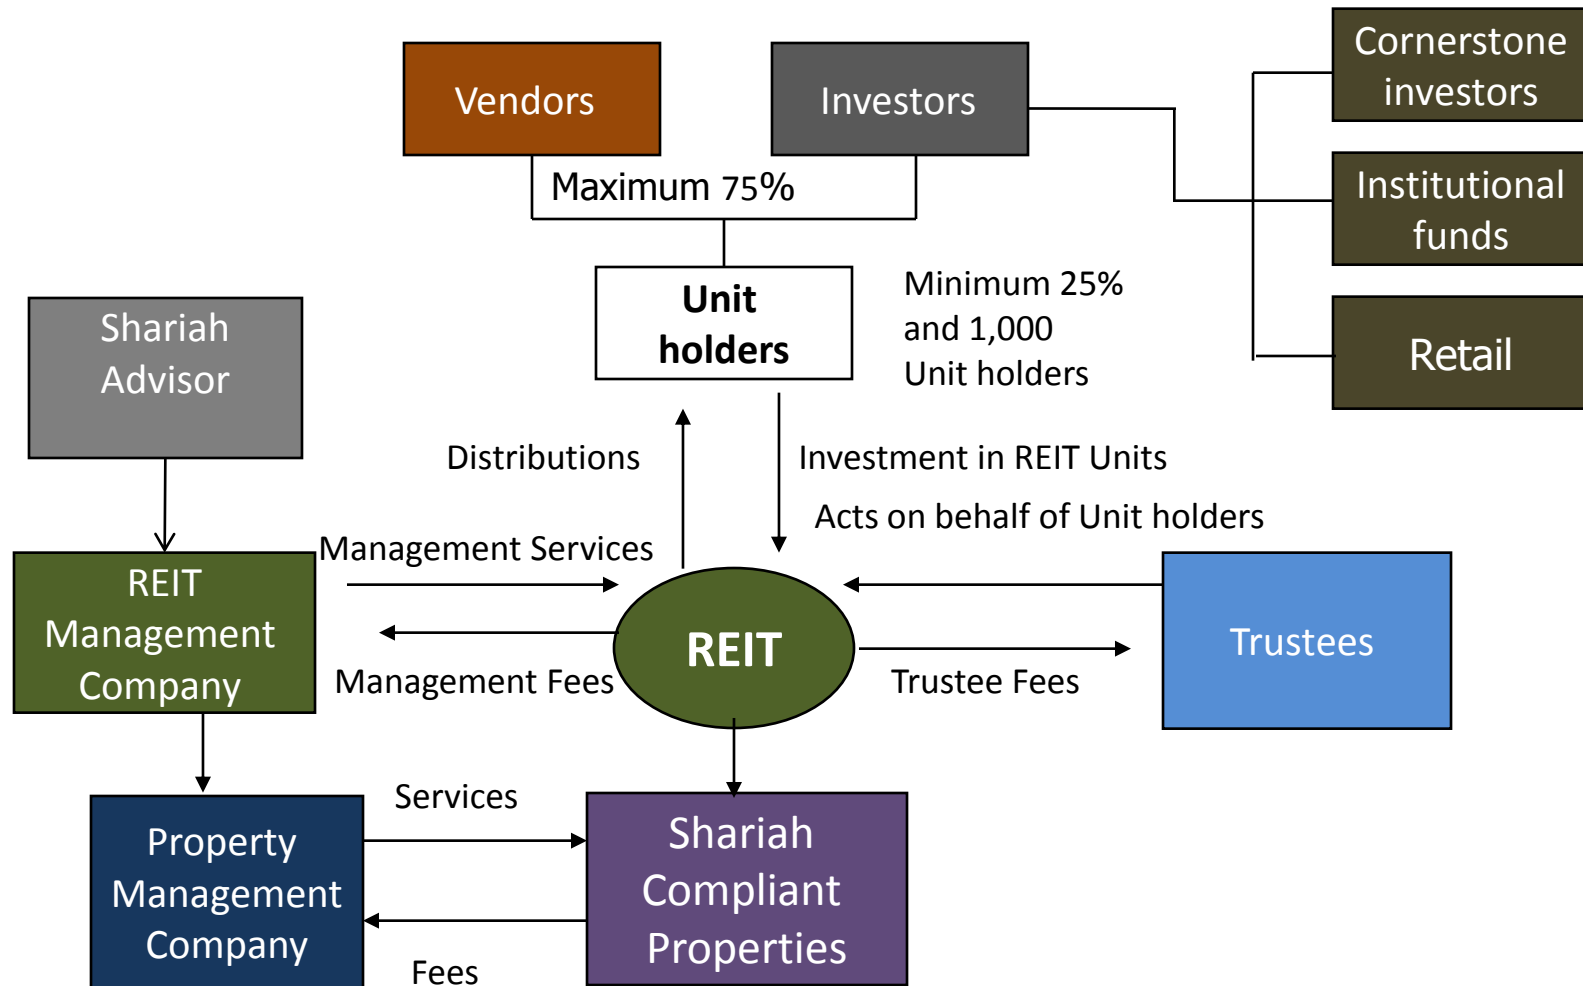 Vendors
Investors
Cornerstone
investors
Maximum 75%
Institutional
funds
Unit
holders
Minimum 25%
and 1,000
Unit holders
Shariah
Advisor
Retail
Distributions
Investment in REIT Units
Acts on behalf of Unit holders
Management Services
REIT
Management
Company
REIT
Trustees
Management Fees
Trustee Fees
Services
Property
Management
Company
Shariah
Compliant
Properties
Fees